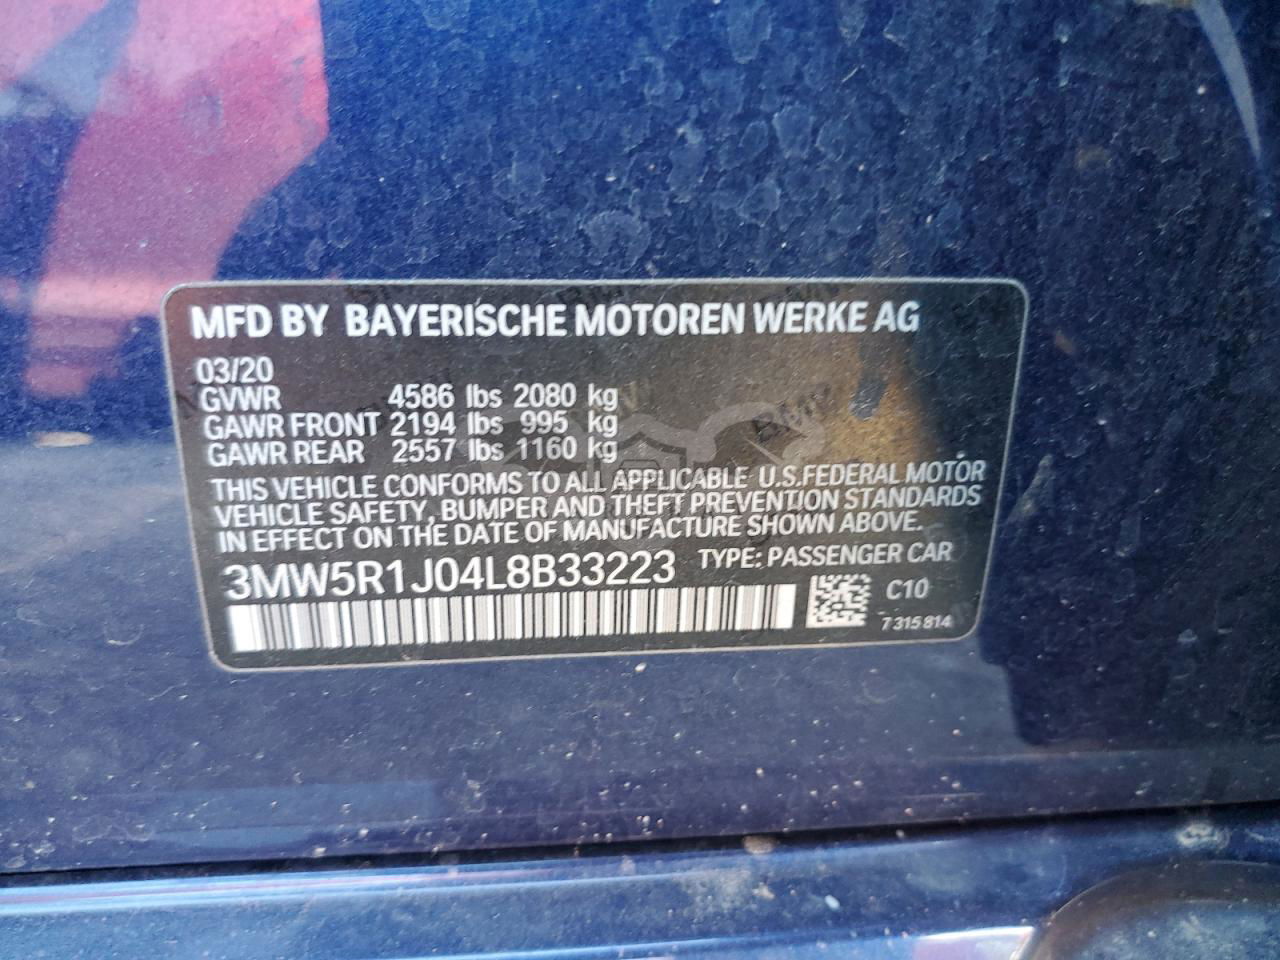 MFD BY BAYERISCHE MOTOREN WERKE AG
03/20
GVWR 4586 lbs 2080 kg
GAWR FRONT 2194 lbs 995 kg
GAWR REAR 2557 lbs 1160 kg
THIS VEHICLE CONFORMS TO ALL APPLICABLE U.S.FEDERAL MOTOR
VEHICLE SAFETY, BUMPER AND THEFT PREVENTION STANDARDS
IN EFFECT ON THE DATE OF MANUFACTURE SHOWN ABOVE.
3MW5R1J04L8B33223 TYPE: PASSENGER CAR
C10
7 315 814